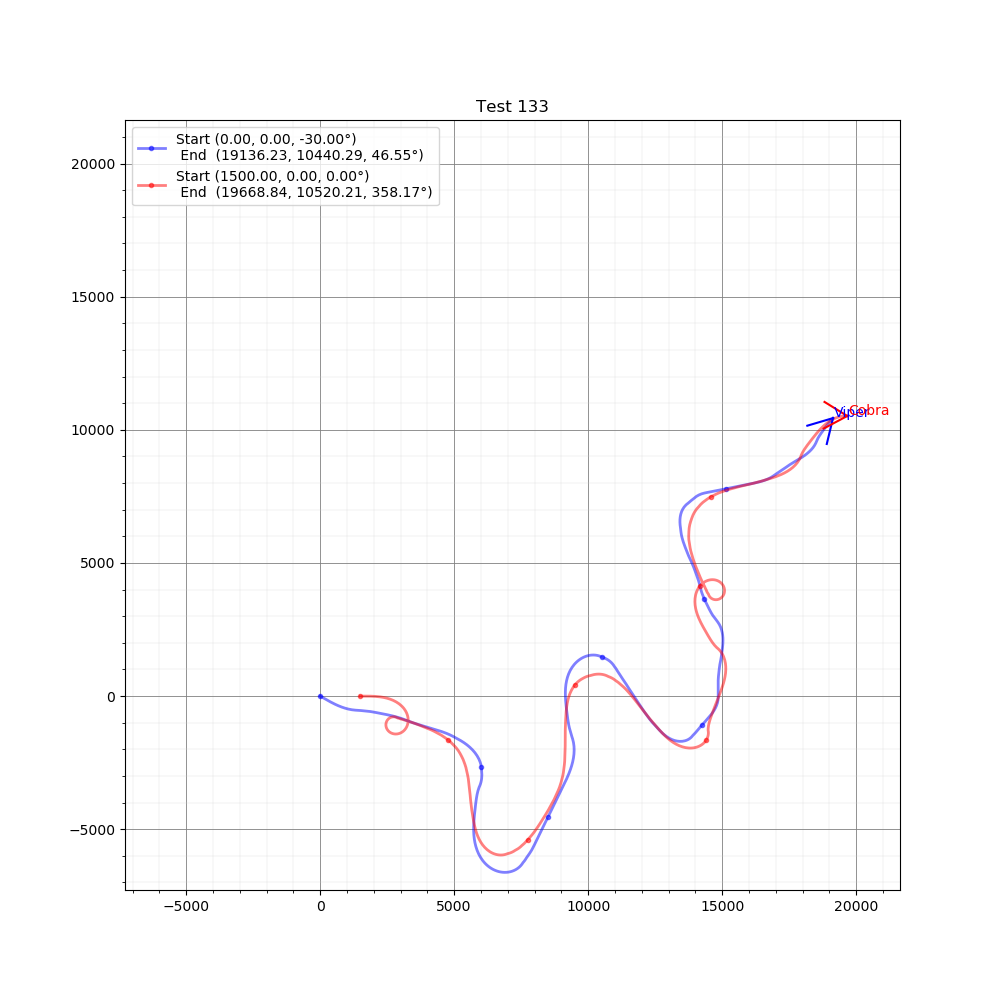 Test 133
Start (0.00, 0.00, -30.00°)
End (19136.23, 10440.29, 46.55°)
Start (1500.00, 0.00, 0.00°)
End (19668.84, 10520.21, 358.17°)
20000
15000
10000
5000
0
−5000
Viper
Cobra
−5000 0 5000 10000 15000 20000